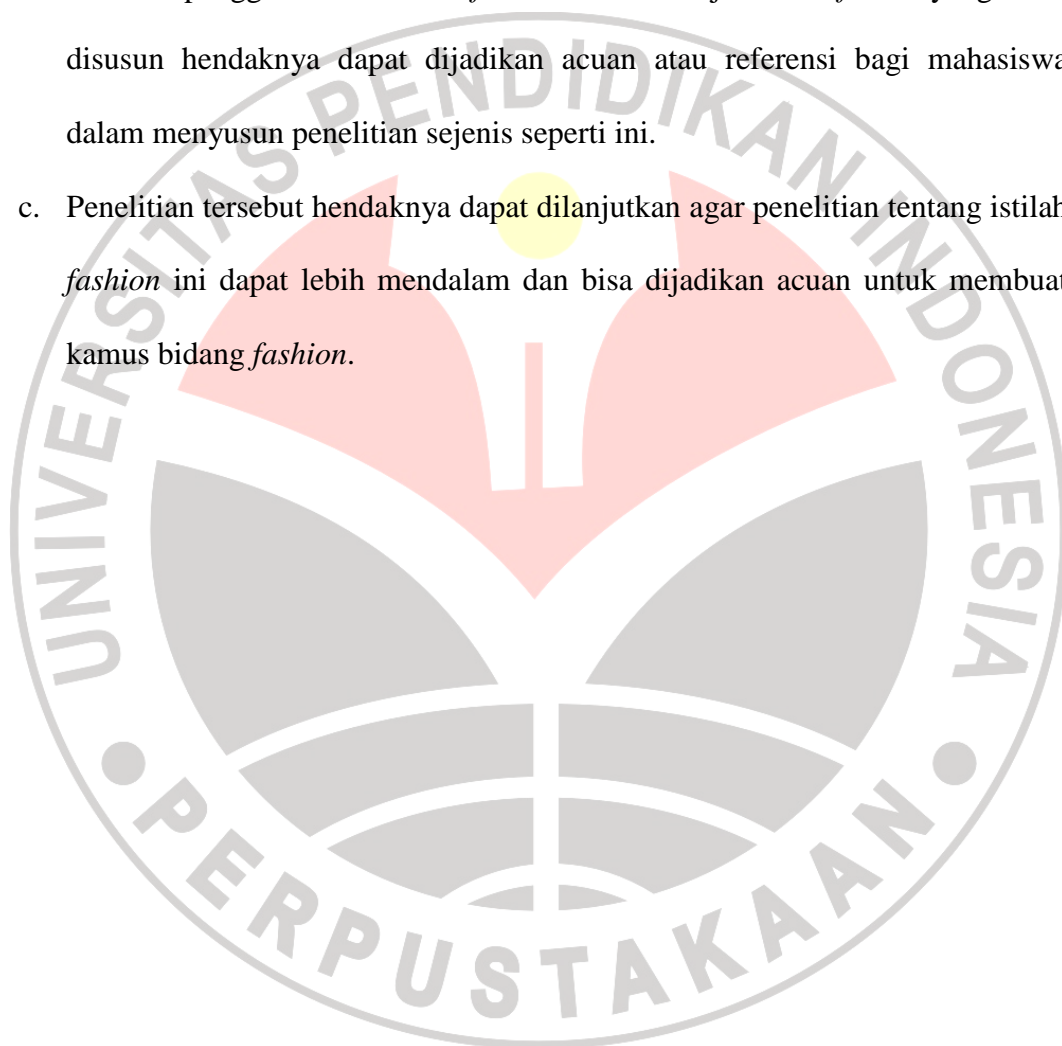 disusun hendaknya dapat dijadikan acuan atau referensi bagi mahasiswa
dalam menyusun penelitian sejenis seperti ini.
c. Penelitian tersebut hendaknya dapat dilanjutkan agar penelitian tentang istilah
fashion ini dapat lebih mendalam dan bisa dijadikan acuan untuk membuat
kamus bidang fashion.
UNIVERSITAS PENDIDIKAN INDONESIA
PERPUSTAKAAN